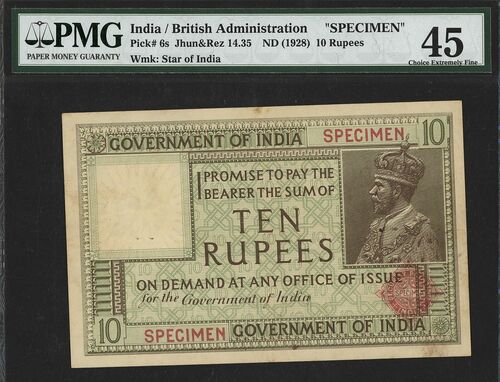 PMG
PAPER MONEY GUARANTY
India / British Administration "SPECIMEN"
Pick# 6s Jhun&Rez 14.35 ND (1928) 10 Rupees
Wmk: Star of India
45
Choice Extremely Fine
GOVERNMENT OF INDIA SPECIMEN 10
I PROMISE TO PAY THE
BEARER THE SUM OF
TEN
RUPEES
ON DEMAND AT ANY OFFICE OF ISSUE
for the Government of India
10 SPECIMEN GOVERNMENT OF INDIA